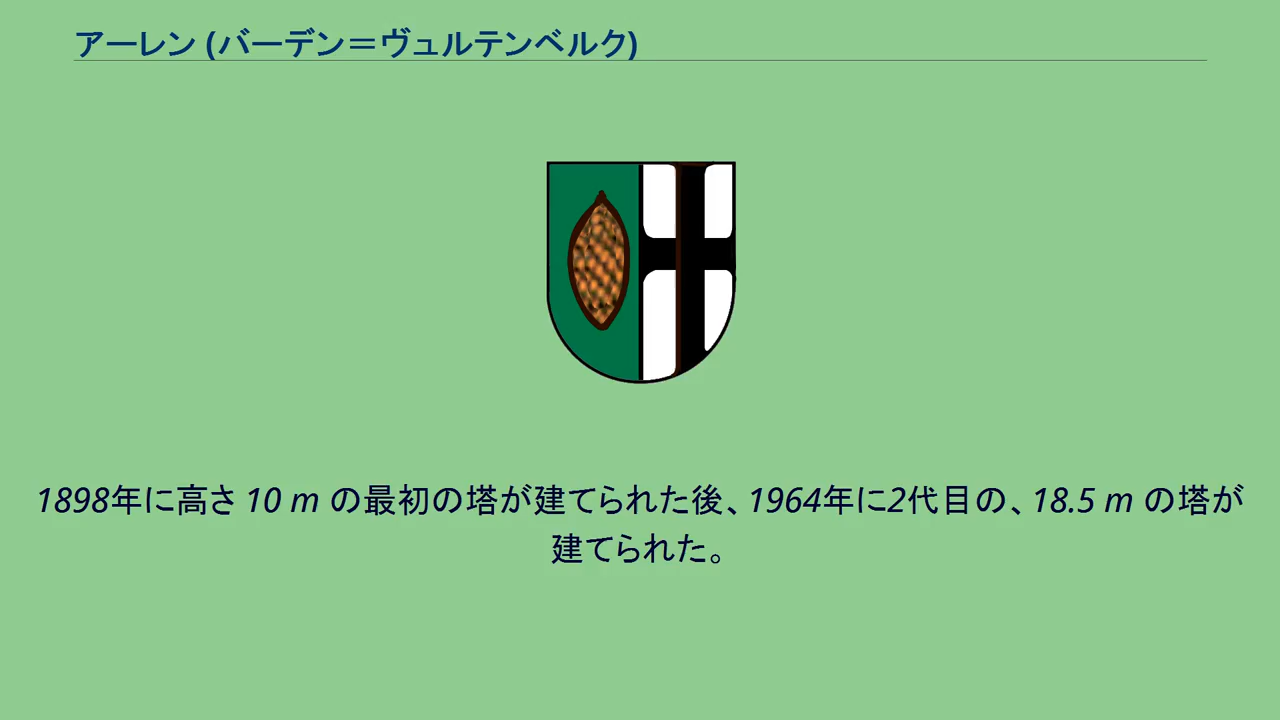 アーレン (バーデン＝ヴュルテンベルク)
1898年に高さ 10 m の最初の塔が建てられた後、1964年に2代目の、18.5 m の塔が
建てられた。